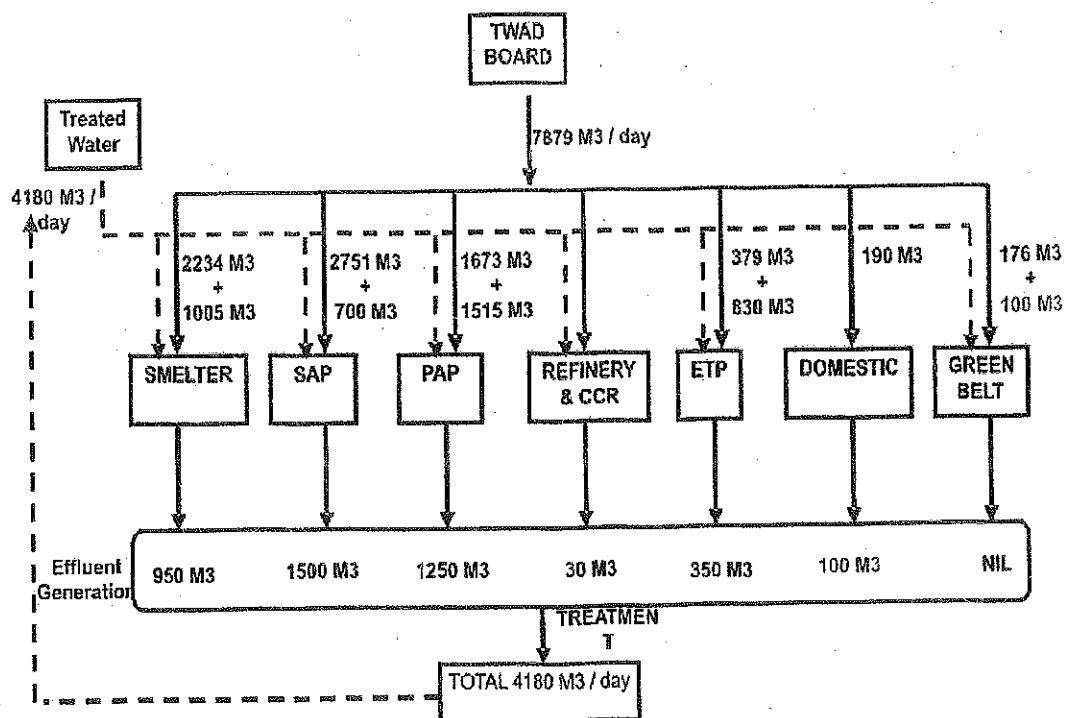 TWAD
BOARD
Treated
Water
7879 M3 / day
4180 M3 /
day
2234 M3
+
1005 M3
2751 M3
+
700 M3
1673 M3
+
1515 M3
379 M3
+
830 M3
190 M3
176 M3
+
100 M3
SMELTER
SAP
PAP
REFINERY
& CCR
ETP
DOMESTIC
GREEN
BELT
Effluent
Generation
950 M3
1500 M3
1250 M3
30 M3
350 M3
100 M3
NIL
TREATMEN
T
TOTAL 4180 M3 / day